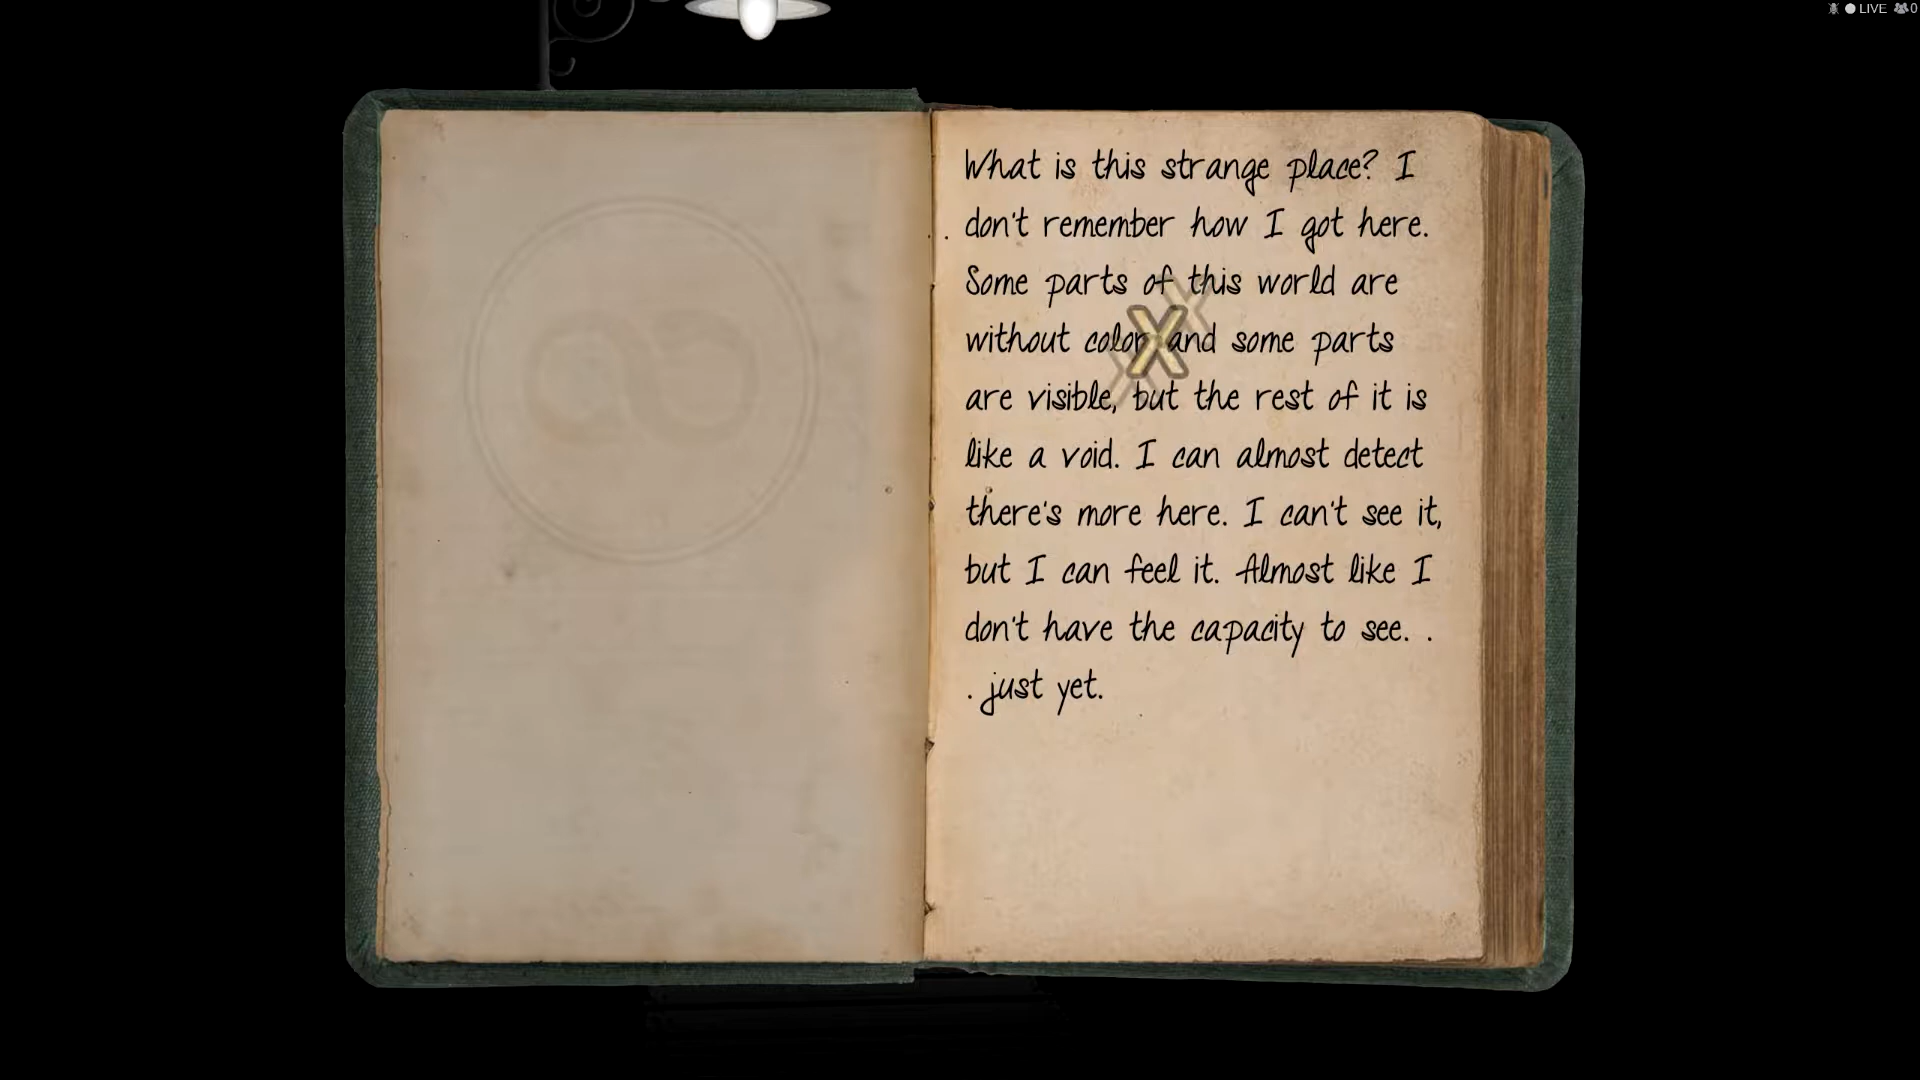 LIVE 0
What is this strange place? I
don't remember how I got here.
Some parts of this world are
without color and some parts
are visible, but the rest of it is
like a void. I can almost detect
there's more here. I can't see it,
but I can feel it. Almost like I
don't have the capacity to see. .
. just yet.